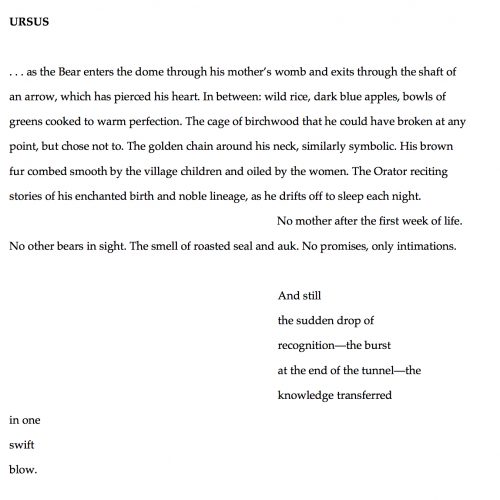 URSUS
. . . as the Bear enters the dome through his mother's womb and exits through the shaft of
an arrow, which has pierced his heart. In between: wild rice, dark blue apples, bowls of
greens cooked to warm perfection. The cage of birchwood that he could have broken at any
point, but chose not to. The golden chain around his neck, similarly symbolic. His brown
fur combed smooth by the village children and oiled by the women. The Orator reciting
stories of his enchanted birth and noble lineage, as he drifts off to sleep each night.
No mother after the first week of life.
No other bears in sight. The smell of roasted seal and auk. No promises, only intimations.
And still
the sudden drop of
recognition—the burst
at the end of the tunnel—the
knowledge transferred
in one
swift
blow.